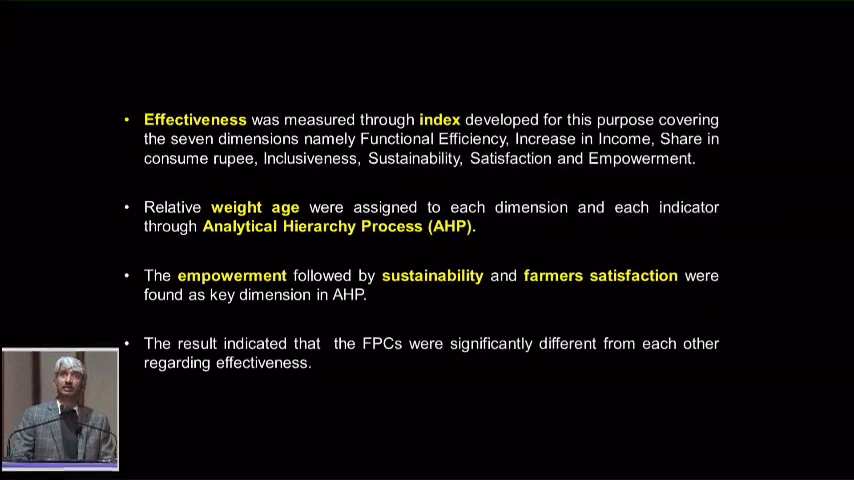 • Effectiveness was measured through index developed for this purpose covering
the seven dimensions namely Functional Efficiency, Increase in Income, Share in
consume rupee, Inclusiveness, Sustainability, Satisfaction and Empowerment.
• Relative weight age were assigned to each dimension and each indicator
through Analytical Hierarchy Process (AHP).
• The empowerment followed by sustainability and farmers satisfaction were
found as key dimension in AHP.
• The result indicated that the FPCs were significantly different from each other
regarding effectiveness.